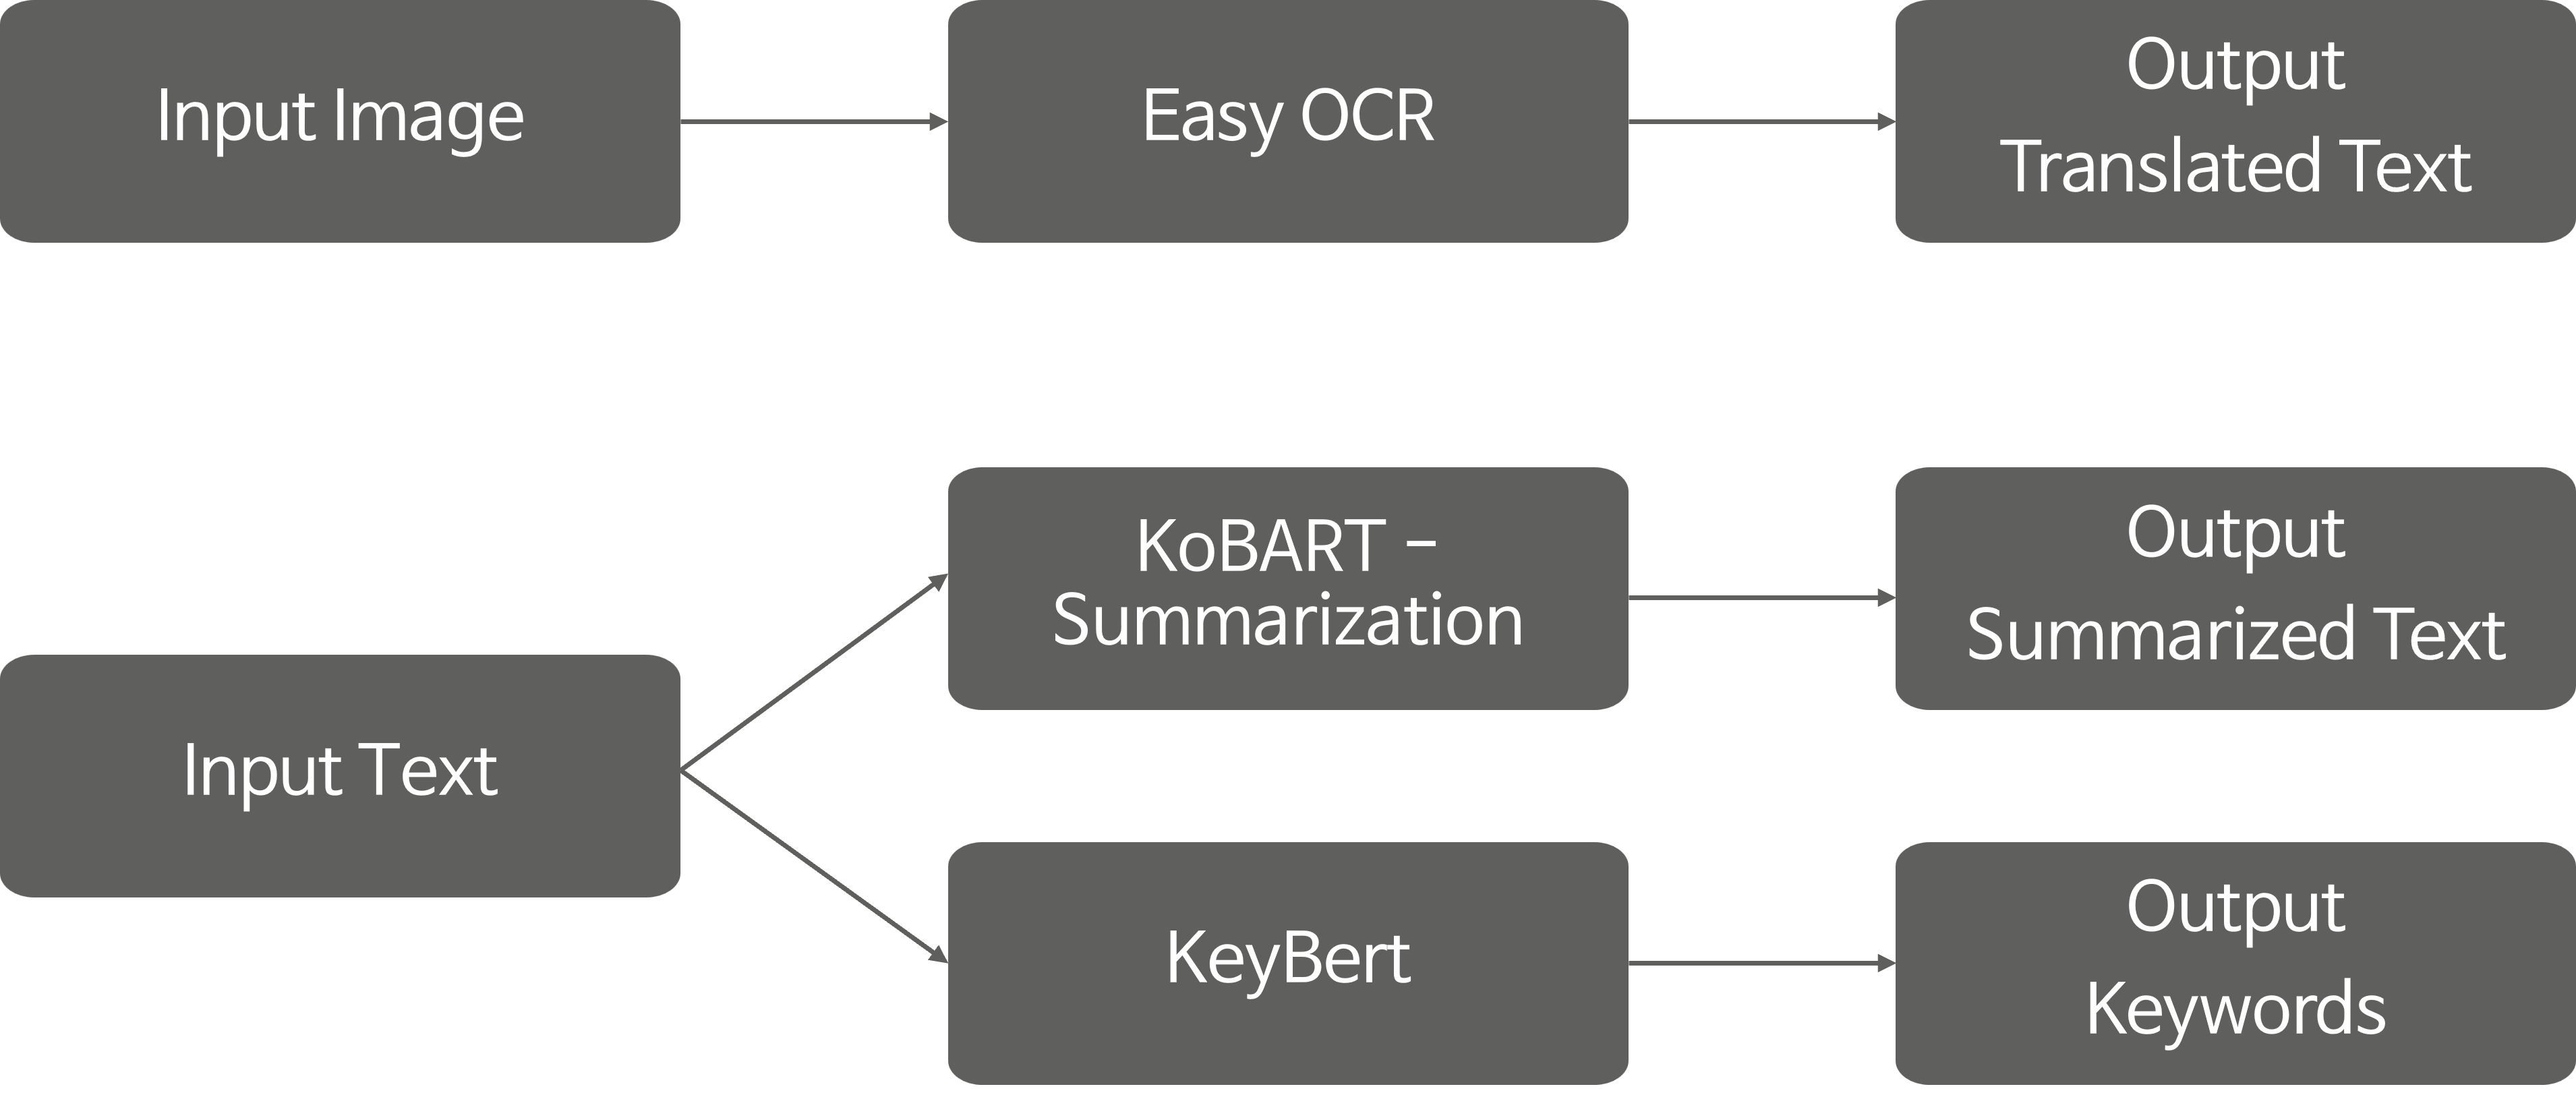 Input Image
Easy OCR
Output
Translated Text
KoBART –
Summarization
Output
Summarized Text
Input Text
KeyBert
Output
Keywords